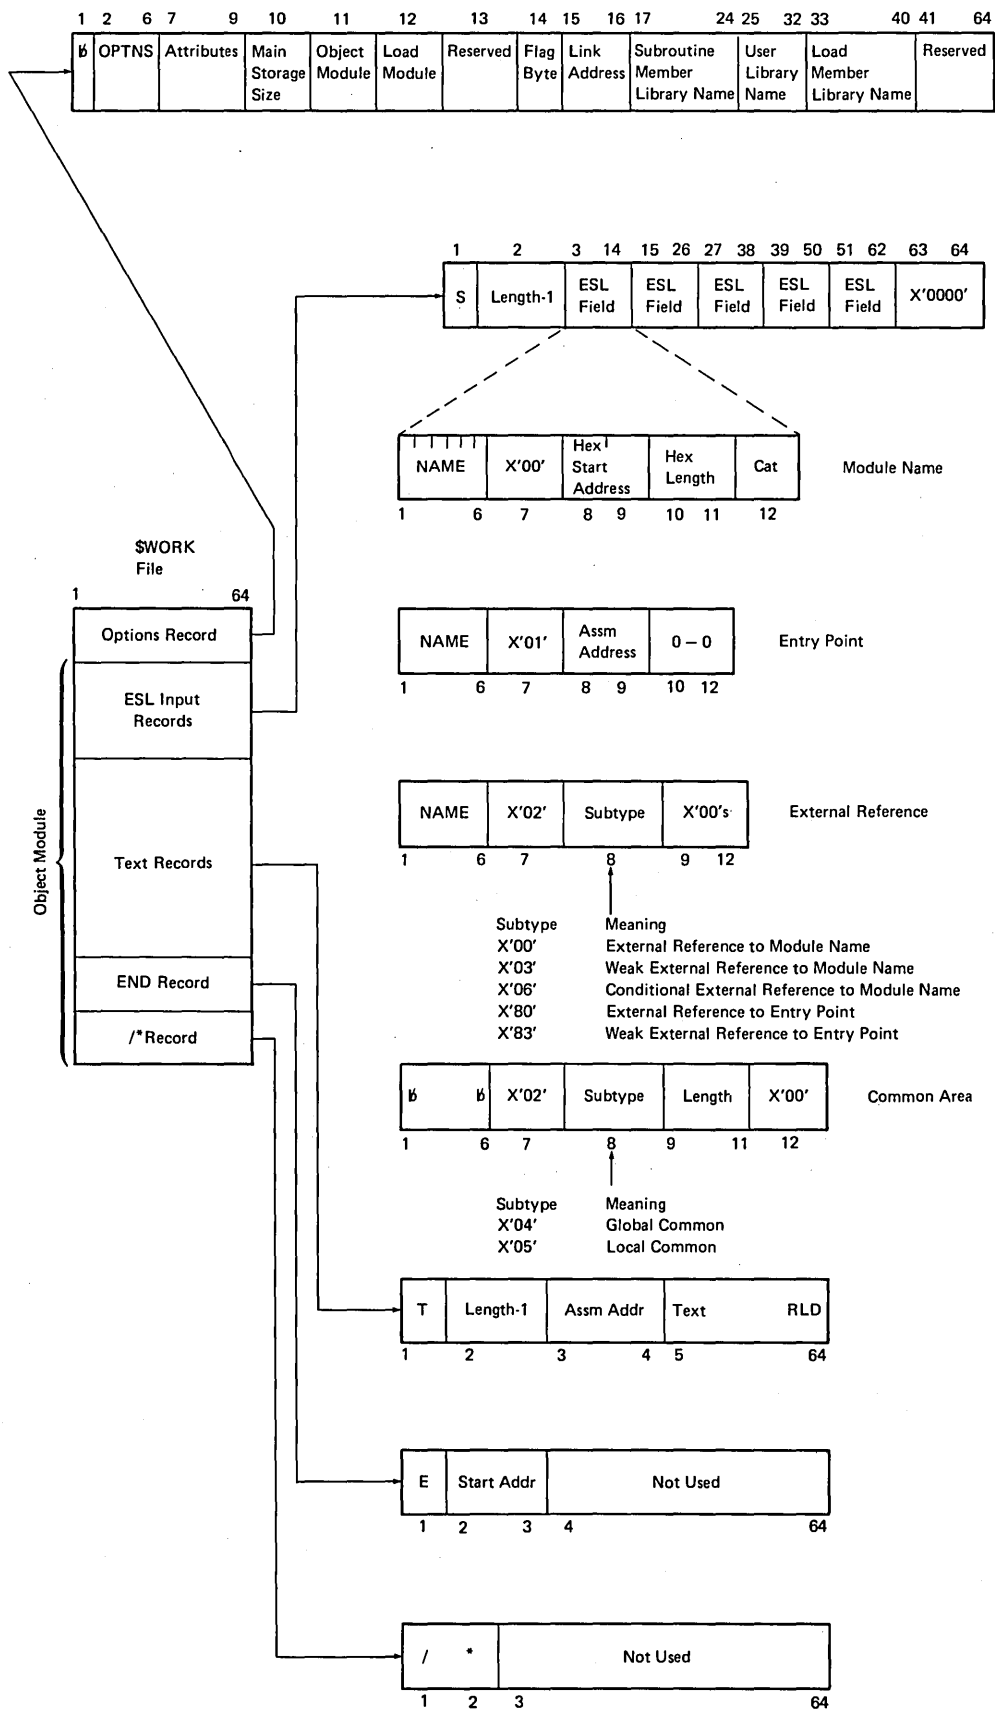 1 2 6 7 9 10 11 12 13 14 15 16 17 24 25 32 33 40 41 64
ƀ OPTNS Attributes Main Object Load Reserved Flag Link Subroutine User Load Reserved
Storage Module Module Byte Address Member Library Member
Size Library Name Name Library Name
1 2 3 14 15 26 27 38 39 50 51 62 63 64
S Length-1 ESL Field ESL Field ESL Field ESL Field ESL Field X'0000'
NAME X'00' Hex Start Address Hex Length Cat Module Name
1 6 7 8 9 10 11 12
$WORK
File
1 64
Options Record
ESL Input
Records
Object Module
Text Records
END Record
/*Record
NAME X'01' Assm Address 0 – 0 Entry Point
1 6 7 8 9 10 12
NAME X'02' Subtype X'00's External Reference
1 6 7 8 9 12
Subtype Meaning
X'00' External Reference to Module Name
X'03' Weak External Reference to Module Name
X'06' Conditional External Reference to Module Name
X'80' External Reference to Entry Point
X'83' Weak External Reference to Entry Point
ƀ ƀ X'02' Subtype Length X'00' Common Area
1 6 7 8 9 11 12
Subtype Meaning
X'04' Global Common
X'05' Local Common
T Length-1 Assm Addr Text RLD
1 2 3 4 5 64
E Start Addr Not Used
1 2 3 4 64
/ * Not Used
1 2 3 64